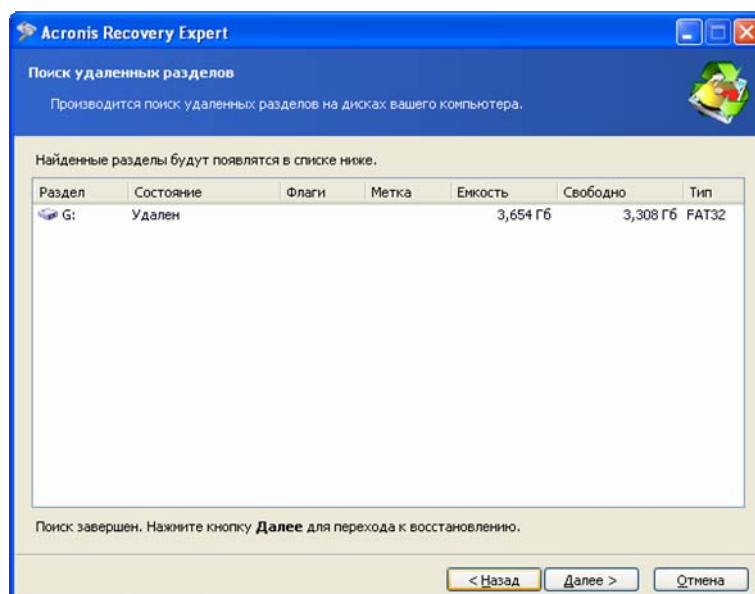 Acronis Recovery Expert
Поиск удаленных разделов
Производится поиск удаленных разделов на дисках вашего компьютера.
Найденные разделы будут появлятся в списке ниже.
Раздел Состояние Флаги Метка Емкость Свободно Тип
G: Удален 3,654 Гб 3,308 Гб FAT32
Поиск завершен. Нажмите кнопку Далее для перехода к восстановлению.
< Назад Далее > Отмена